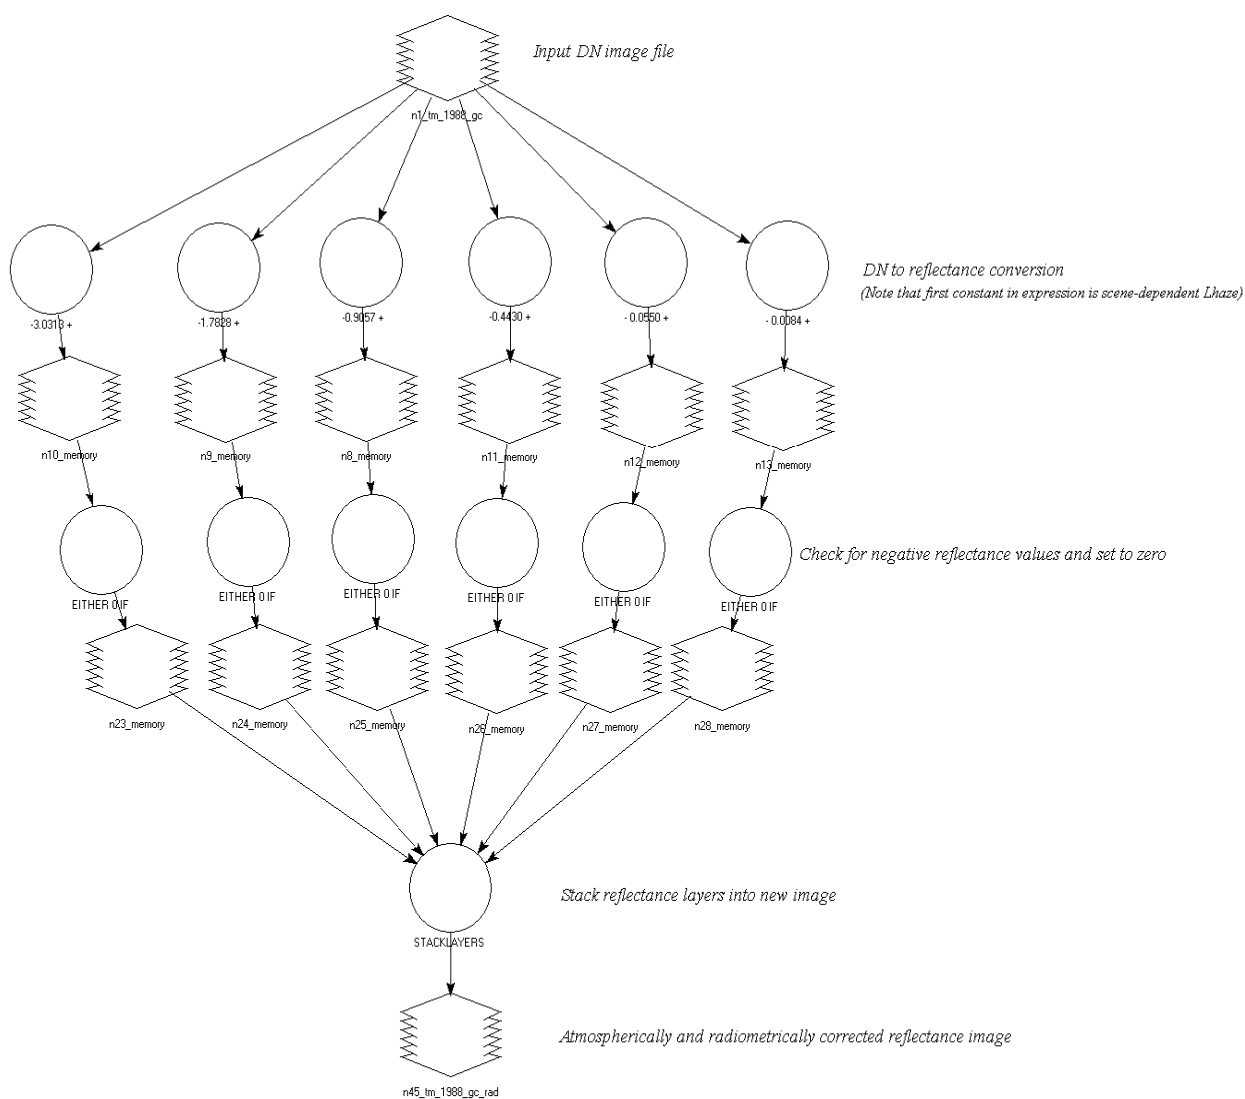 Input DN image file
n1_tm_1988_gc
DN to reflectance conversion
(Note that first constant in expression is scene-dependent Lhaze)
-3.0313 +
-1.7828 +
-0.9057 +
-0.4430 +
- 0.0550 +
- 0.0084 +
n10_memory
n9_memory
n8_memory
n11_memory
n12_memory
n13_memory
Check for negative reflectance values and set to zero
EITHER 0 IF
EITHER 0 IF
EITHER 0 IF
EITHER 0 IF
EITHER 0 IF
EITHER 0 IF
n23_memory
n24_memory
n25_memory
n26_memory
n27_memory
n28_memory
Stack reflectance layers into new image
STACKLAYERS
Atmospherically and radiometrically corrected reflectance image
n45_tm_1988_gc_rad